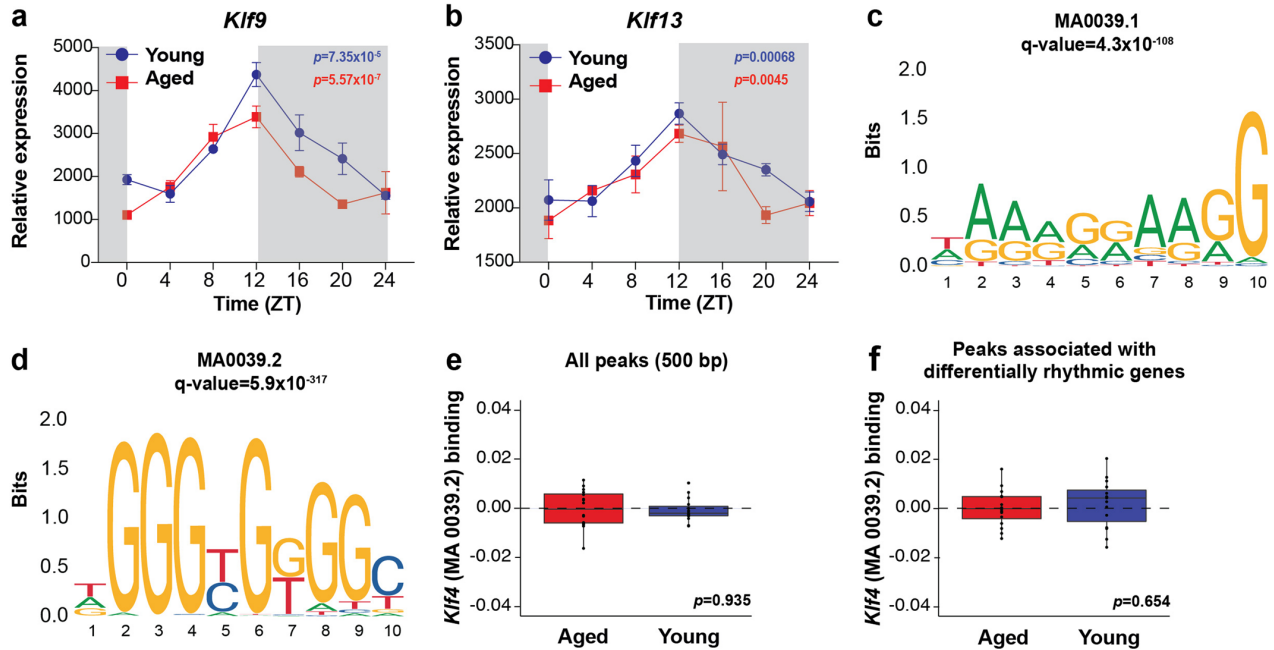 a
Klf9
Relative expression
5000
4000
3000
2000
1000
0
Young
Aged
p=7.35x10-5
p=5.57x10-7
0 4 8 12 16 20 24
Time (ZT)
b
Klf13
Relative expression
3500
3000
2500
2000
1500
Young
Aged
p=0.00068
p=0.0045
0 4 8 12 16 20 24
Time (ZT)
c
MA0039.1
q-value=4.3x10-108
Bits
2.0
1.5
1.0
0.5
0.0
1 2 3 4 5 6 7 8 9 10
d
MA0039.2
q-value=5.9x10-317
Bits
2.0
1.5
1.0
0.5
0.0
1 2 3 4 5 6 7 8 9 10
e
All peaks (500 bp)
Klf4 (MA 0039.2) binding
0.04
0.02
0.00
-0.02
-0.04
p=0.935
Aged Young
f
Peaks associated with
differentially rhythmic genes
Klf4 (MA 0039.2) binding
0.04
0.02
0.00
-0.02
-0.04
p=0.654
Aged Young